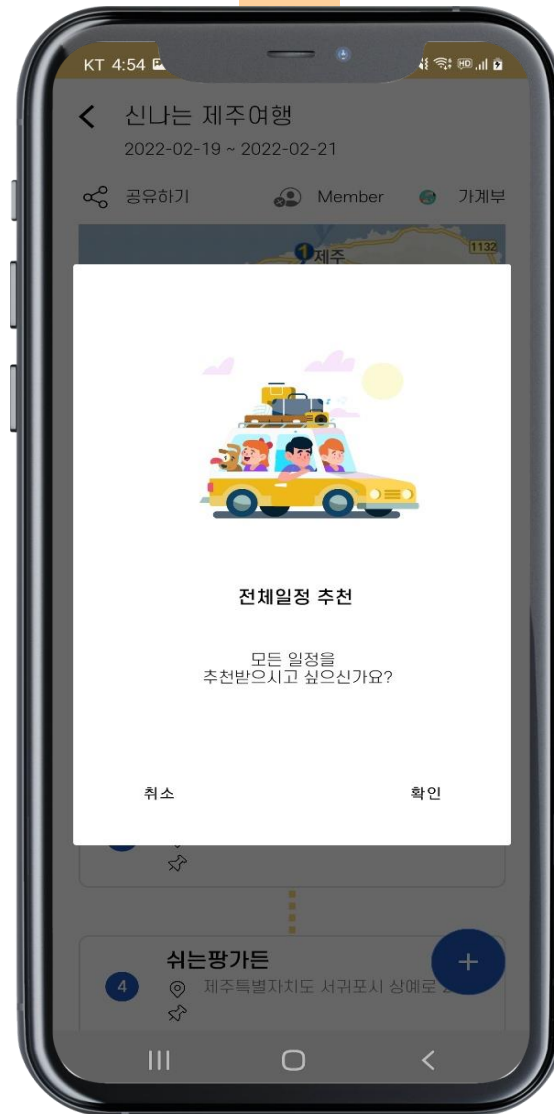 KT 4:54
신나는 제주여행
2022-02-19 ~ 2022-02-21
공유하기 Member 가계부
1 제주 1132
전체일정 추천
모든 일정을
추천받으시고 싶으신가요?
취소 확인
쉬는팡가든
4 제주특별자치도 서귀포시 상예로
+